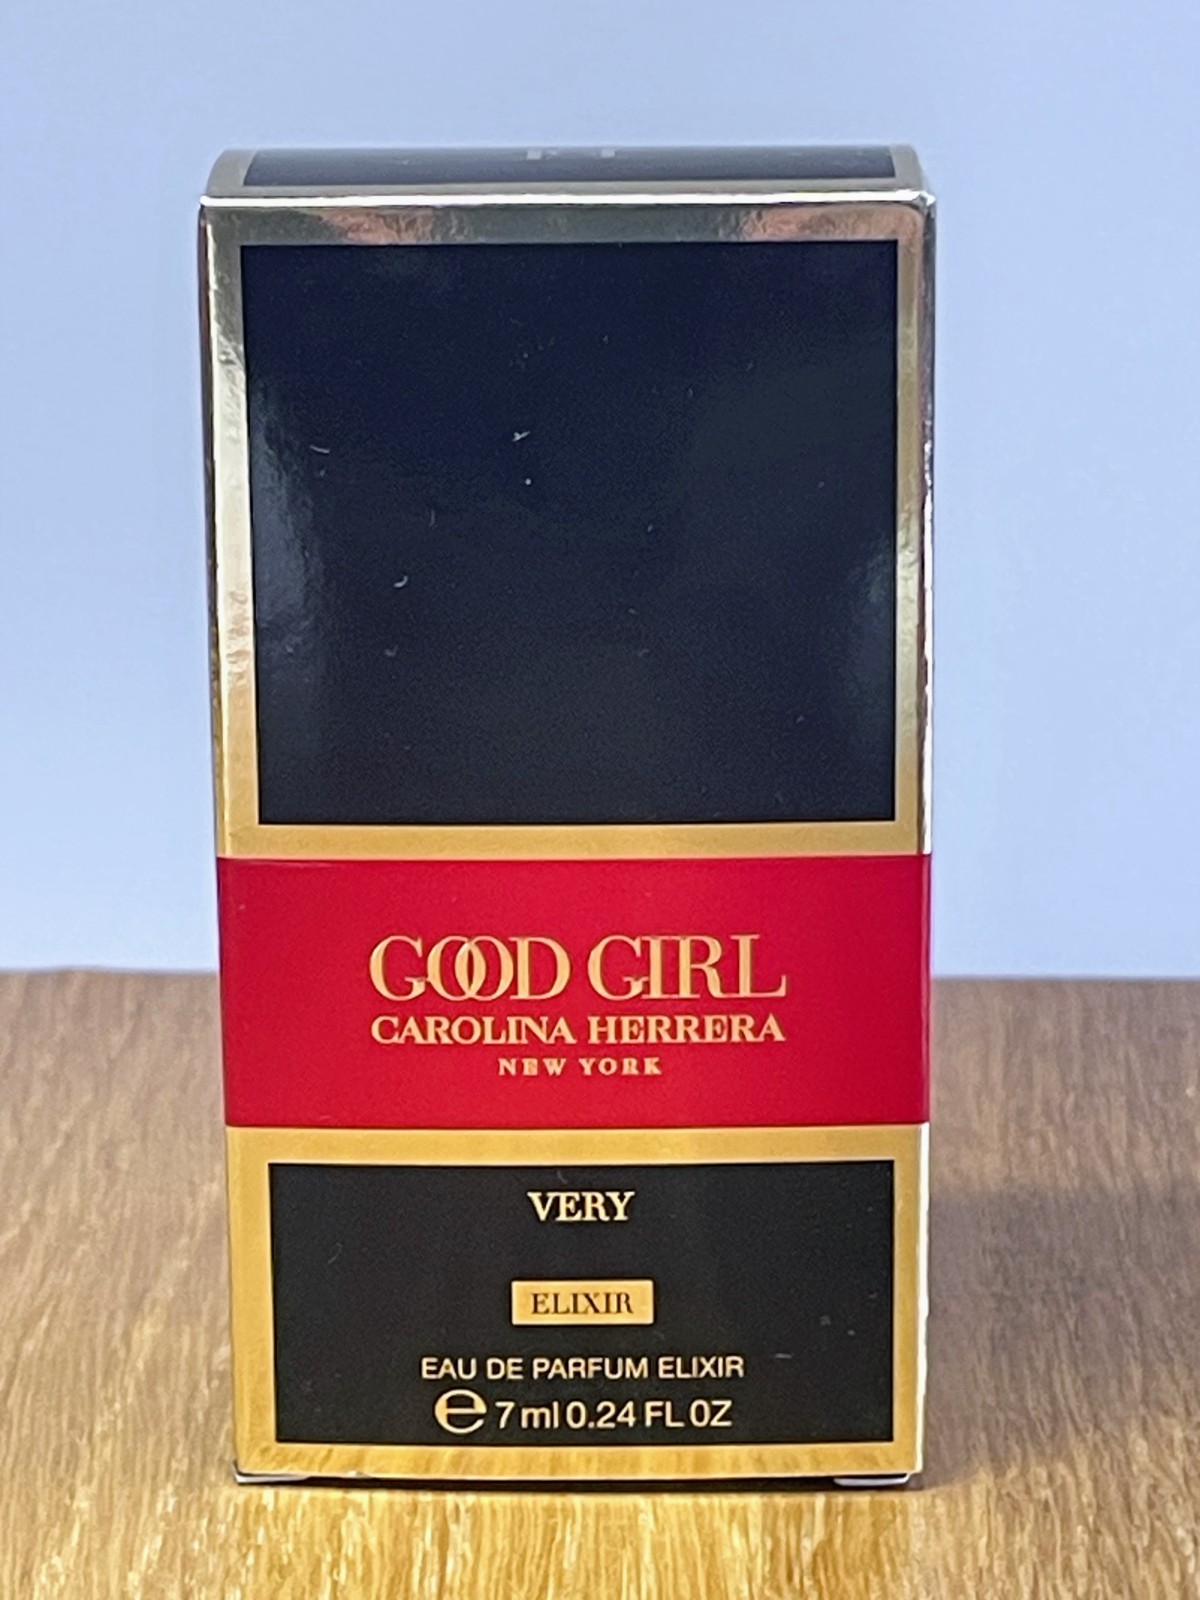 GOOD GIRL
CAROLINA HERRERA
NEW YORK
VERY
ELIXIR
EAU DE PARFUM ELIXIR
℮ 7 ml 0.24 FL OZ